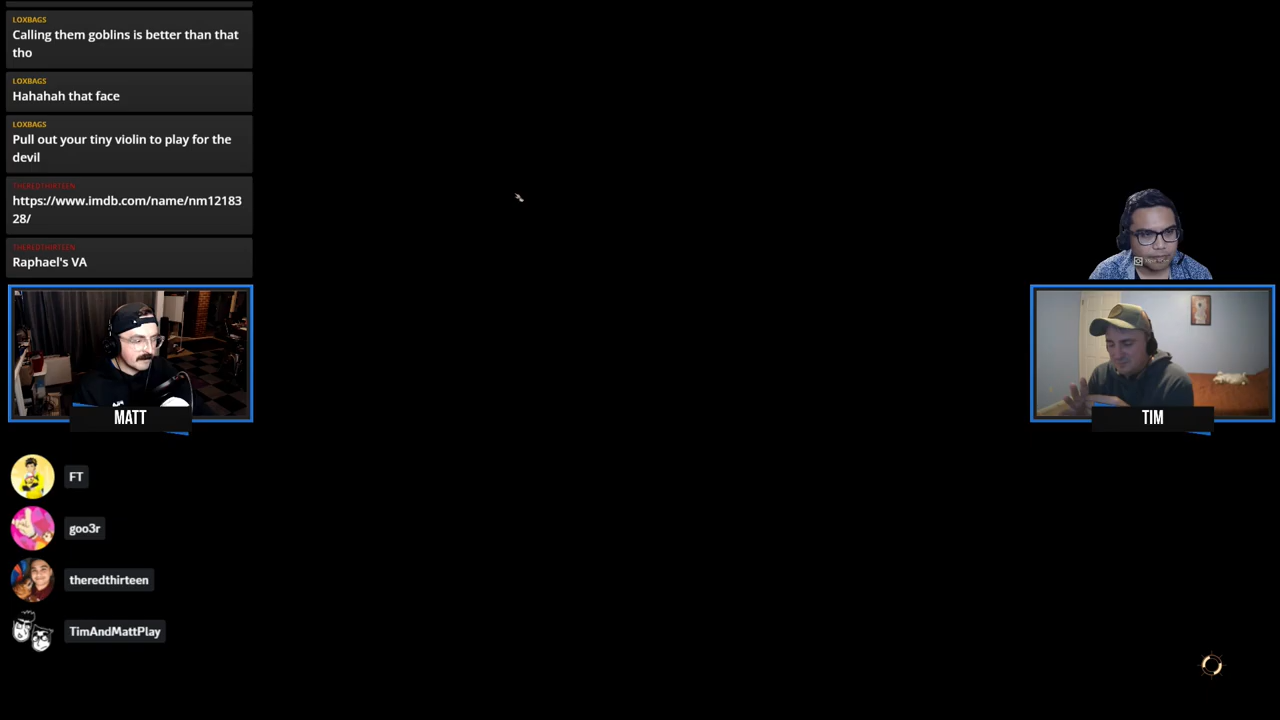 LOXBAGS
Calling them goblins is better than that
tho
LOXBAGS
Hahahah that face
LOXBAGS
Pull out your tiny violin to play for the
devil
THEREDTHIRTEEN
https://www.imdb.com/name/nm12183
28/
THEREDTHIRTEEN
Raphael's VA
MATT
TIM
FT
goo3r
theredthirteen
TimAndMattPlay